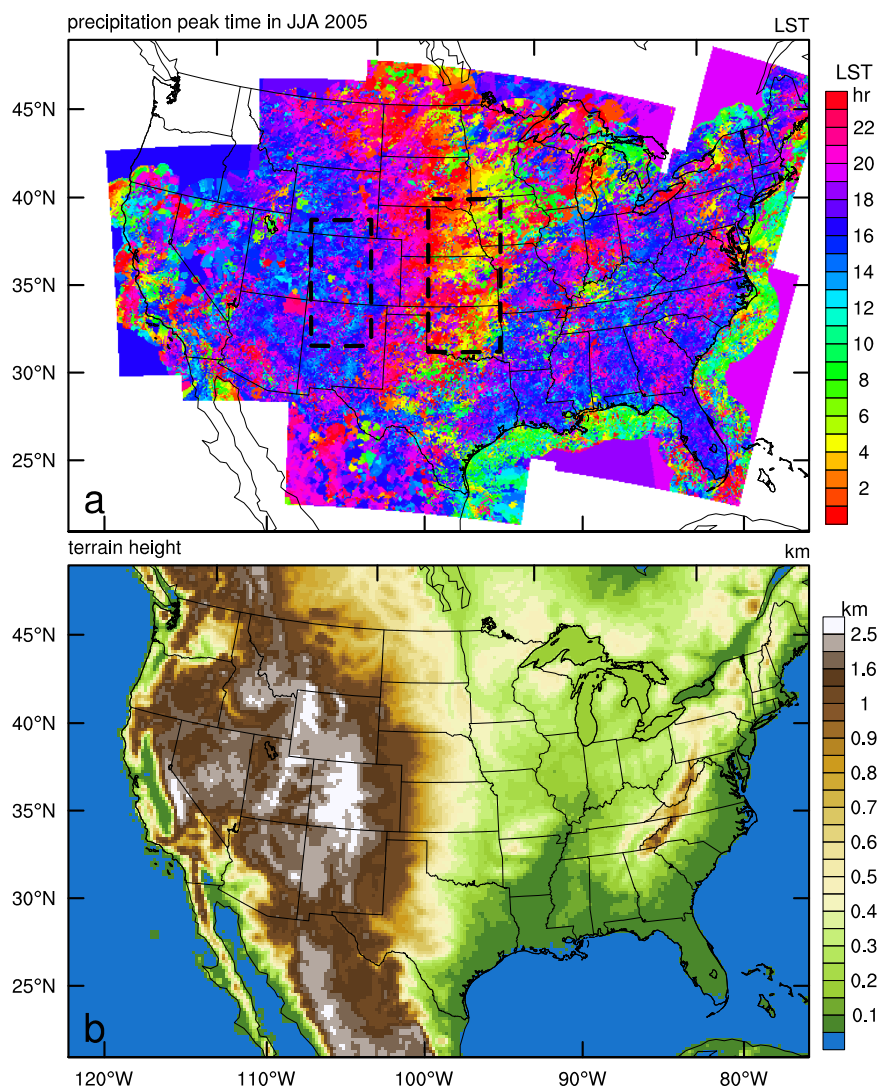 precipitation peak time in JJA 2005 LST
LST
hr
22
20
18
16
14
12
10
8
6
4
2
45°N
40°N
35°N
30°N
25°N
a
terrain height km
km
2.5
1.6
1
0.9
0.8
0.7
0.6
0.5
0.4
0.3
0.2
0.1
45°N
40°N
35°N
30°N
25°N
b
120°W 110°W 100°W 90°W 80°W